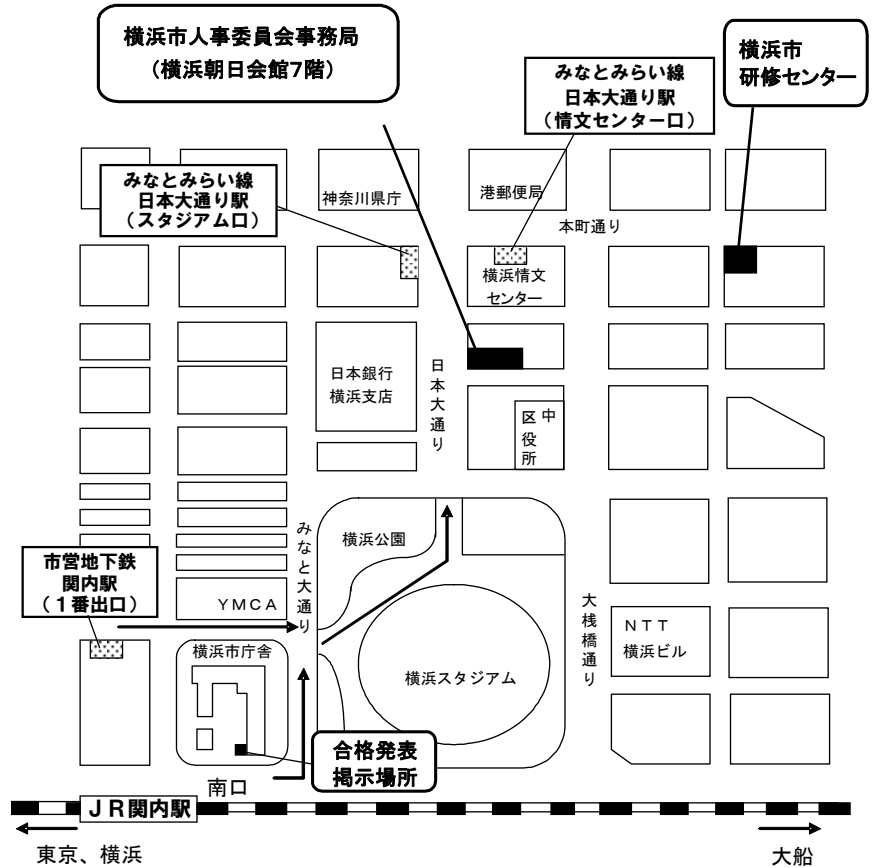 横浜市人事委員会事務局
（横浜朝日会館7階）
みなとみらい線
日本大通り駅
（情文センター口）
横浜市
研修センター
みなとみらい線
日本大通り駅
（スタジアム口）
神奈川県庁
港郵便局
本町通り
横浜情文
センター
日本銀行
横浜支店
日本大通り
中
区役所
みなと大通り
横浜公園
市営地下鉄
関内駅
（１番出口）
ＹＭＣＡ
大桟橋通り
ＮＴＴ
横浜ビル
横浜市庁舎
横浜スタジアム
合格発表
掲示場所
南口
ＪＲ関内駅
東京、横浜
大船